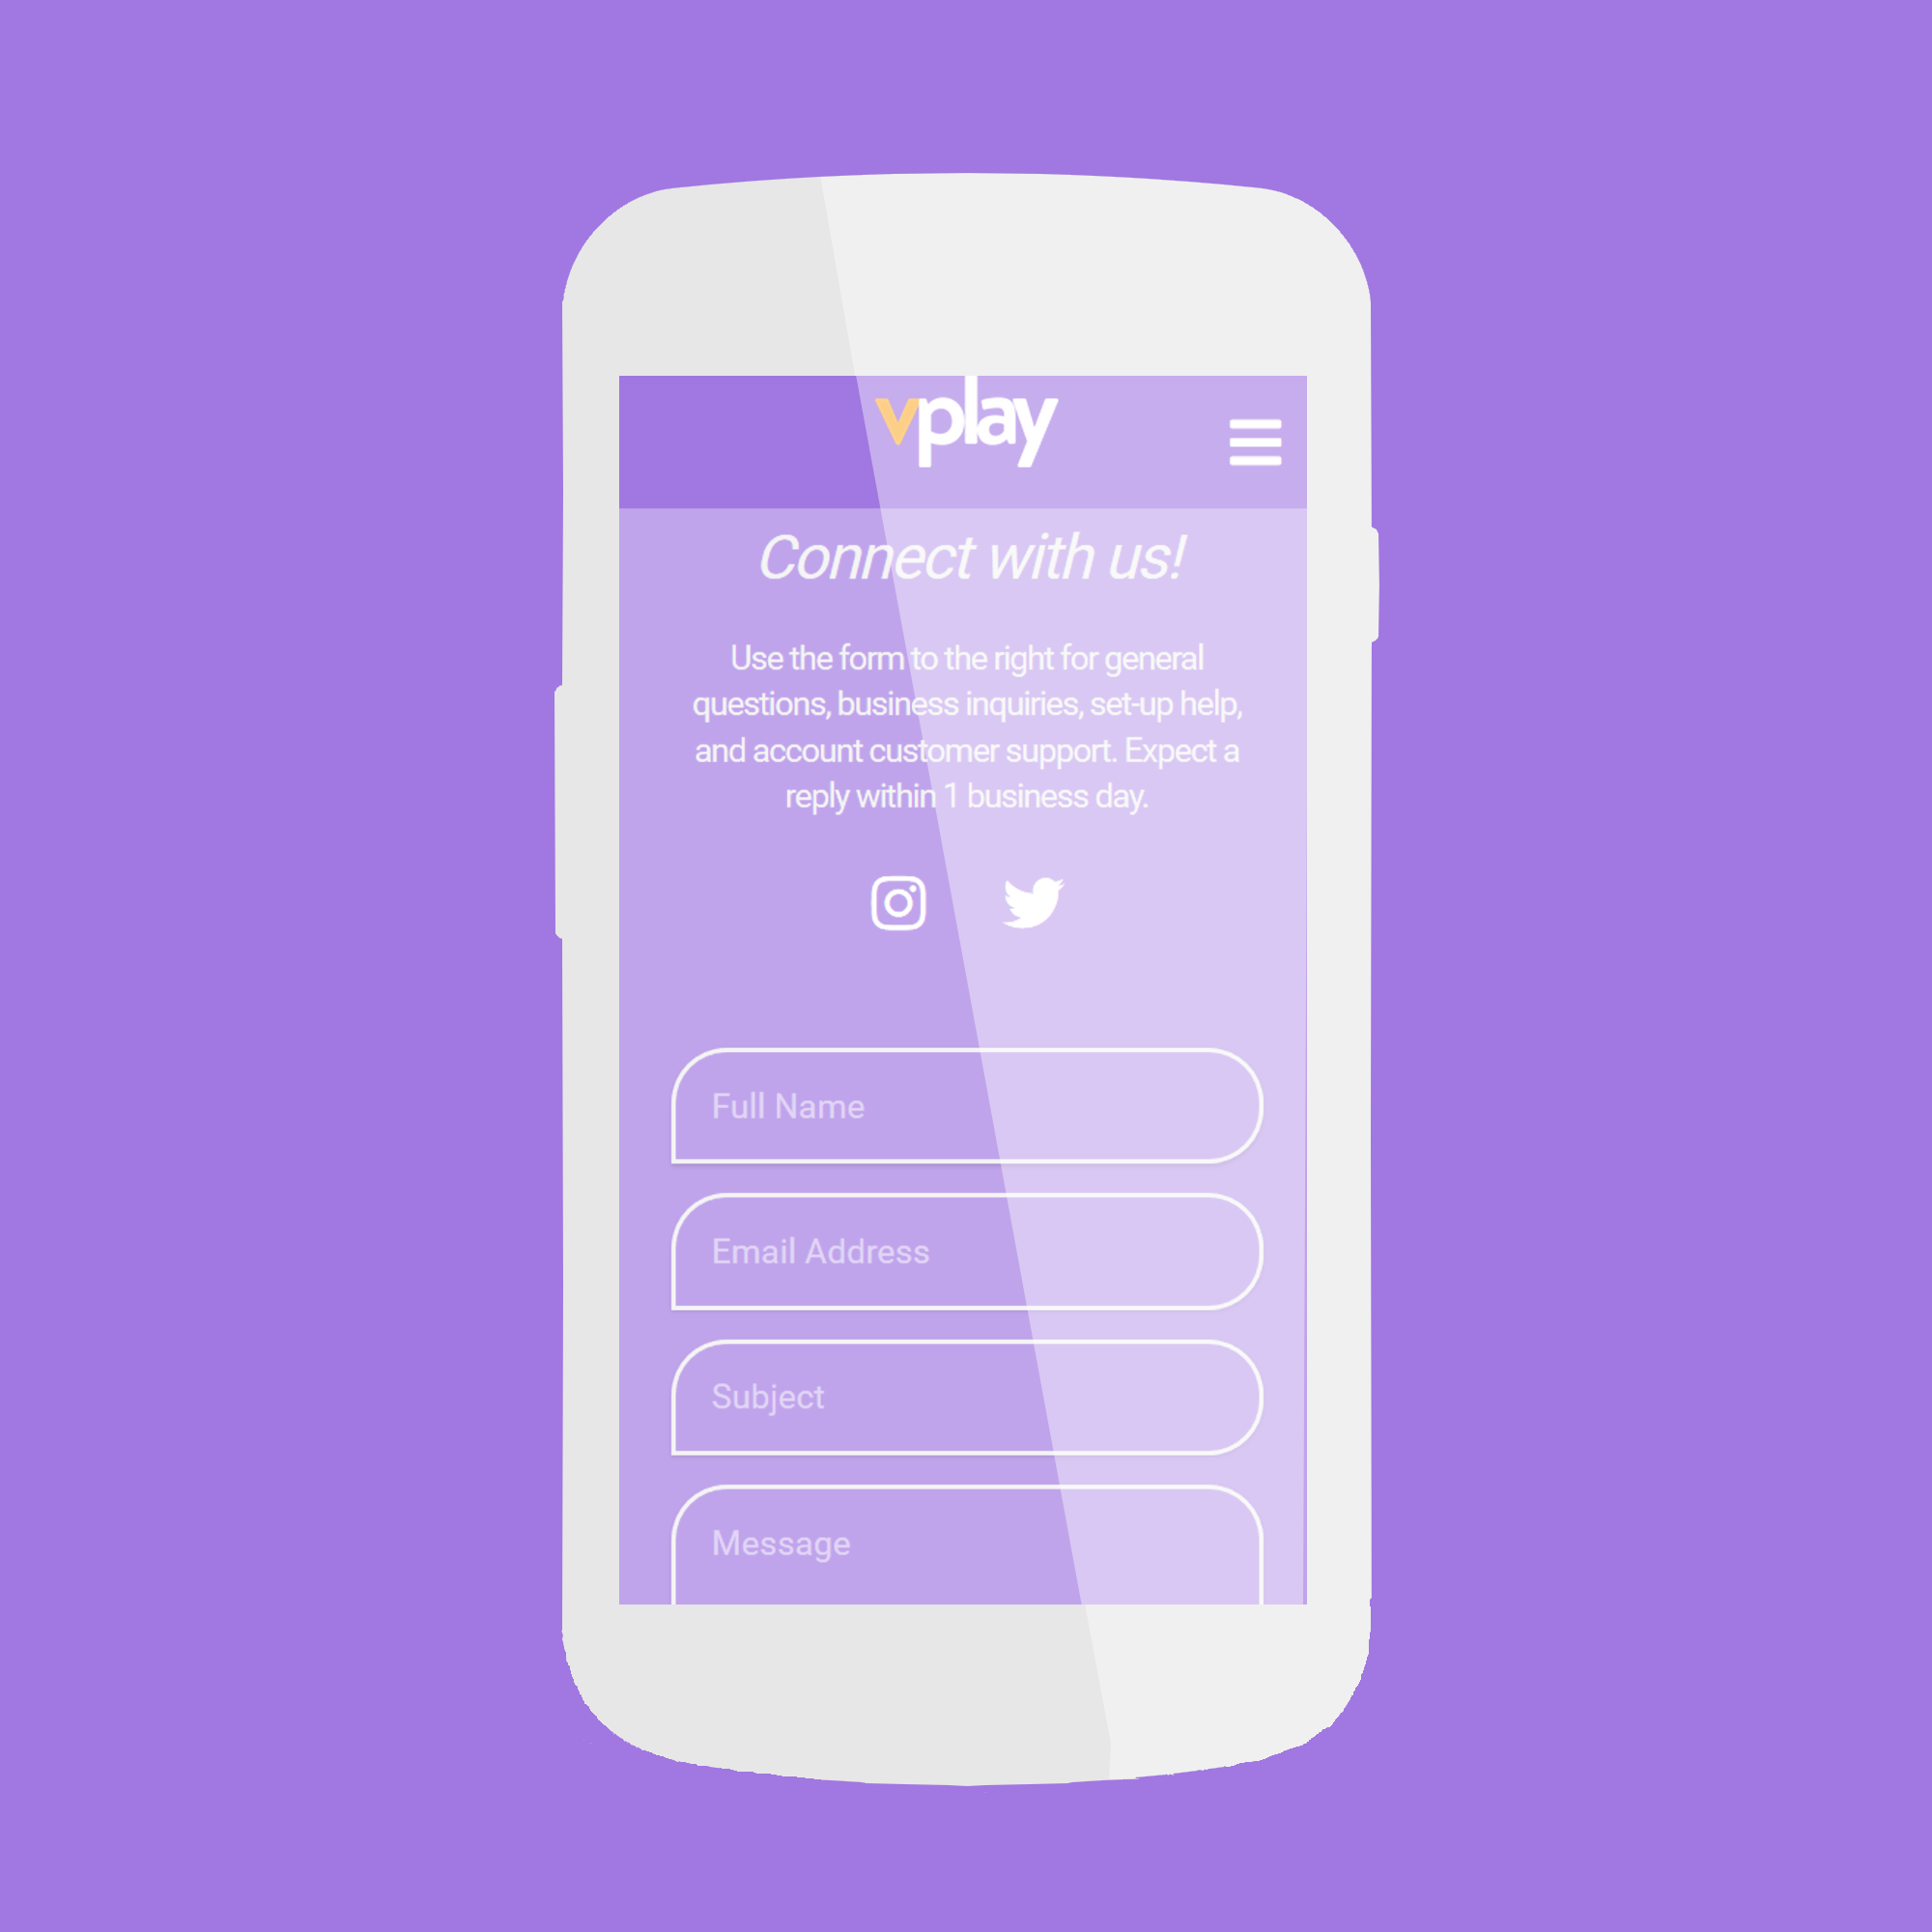 vplay
Connect with us!
Use the form to the right for general
questions, business inquiries, set-up help,
and account customer support. Expect a
reply within 1 business day.
Full Name
Email Address
Subject
Message